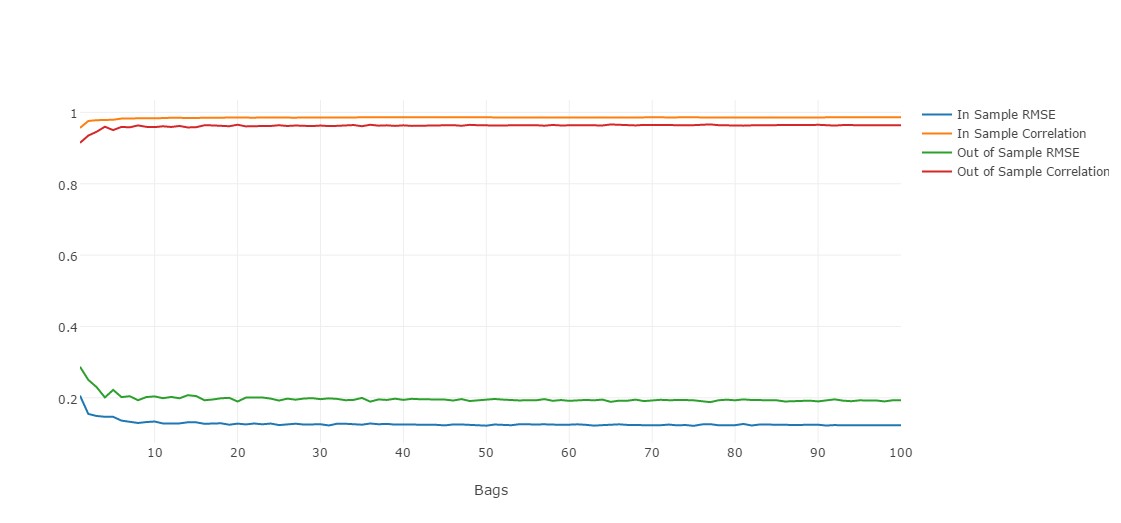 1
0.8
0.6
0.4
0.2
10 20 30 40 50 60 70 80 90 100
Bags
In Sample RMSE
In Sample Correlation
Out of Sample RMSE
Out of Sample Correlation